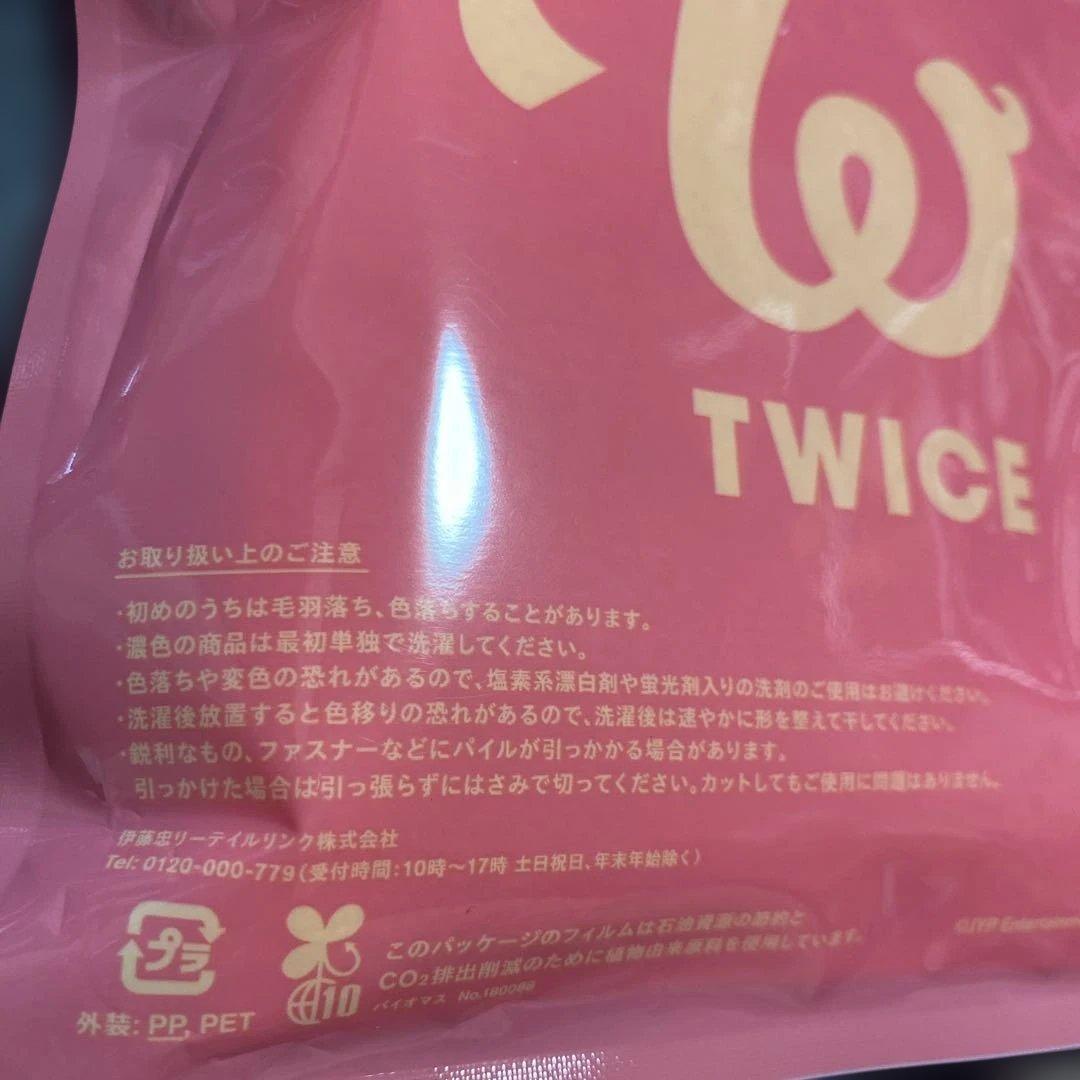 TWICE
お取り扱い上のご注意
・初めのうちは毛羽落ち、色落ちすることがあります。
・濃色の商品は最初単独で洗濯してください。
・色落ちや変色の恐れがあるので、塩素系漂白剤や蛍光剤入りの洗剤のご使用はお避けください。
・洗濯後放置すると色移りの恐れがあるので、洗濯後は速やかに形を整えて干してください。
・鋭利なもの、ファスナーなどにパイルが引っかかる場合があります。
引っかけた場合は引っ張らずにはさみで切ってください。カットしてもご使用に問題はありません。
伊藤忠リーテイルリンク株式会社
Tel: 0120-000-779(受付時間:10時～17時 土日祝日、年末年始除く)
プラ
10
このパッケージのフィルムは石油資源の節約と
CO₂排出削減のために植物由来原料を使用しています。
バイオマス No.180088
外装: PP, PET
©JYP Entertainme